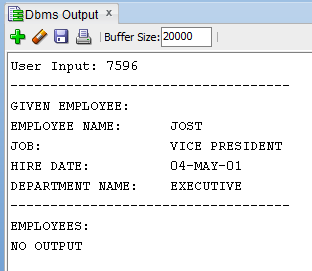 Dbms Output x
Buffer Size: 20000
User Input: 7596
-----------------------------------
GIVEN EMPLOYEE:
EMPLOYEE NAME: JOST
JOB: VICE PRESIDENT
HIRE DATE: 04-MAY-01
DEPARTMENT NAME: EXECUTIVE
-----------------------------------
EMPLOYEES:
NO OUTPUT